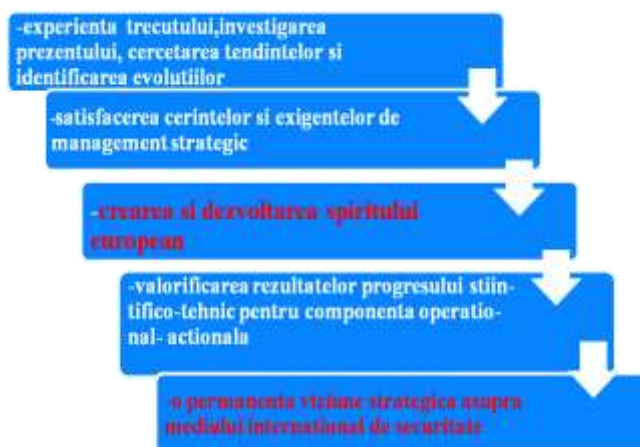 -experienta trecutului,investigarea
prezentului, cercetarea tendintelor si
identificarea evolutiilor
-satisfacerea cerintelor si exigentelor de
management strategic
-crearea si dezvoltarea spiritului
european
-valorificarea rezultatelor progresului stiin-
tifico-tehnic pentru componenta operatio-
nal- actionala
-o permanenta viziune strategica asupra
mediului international de securitate